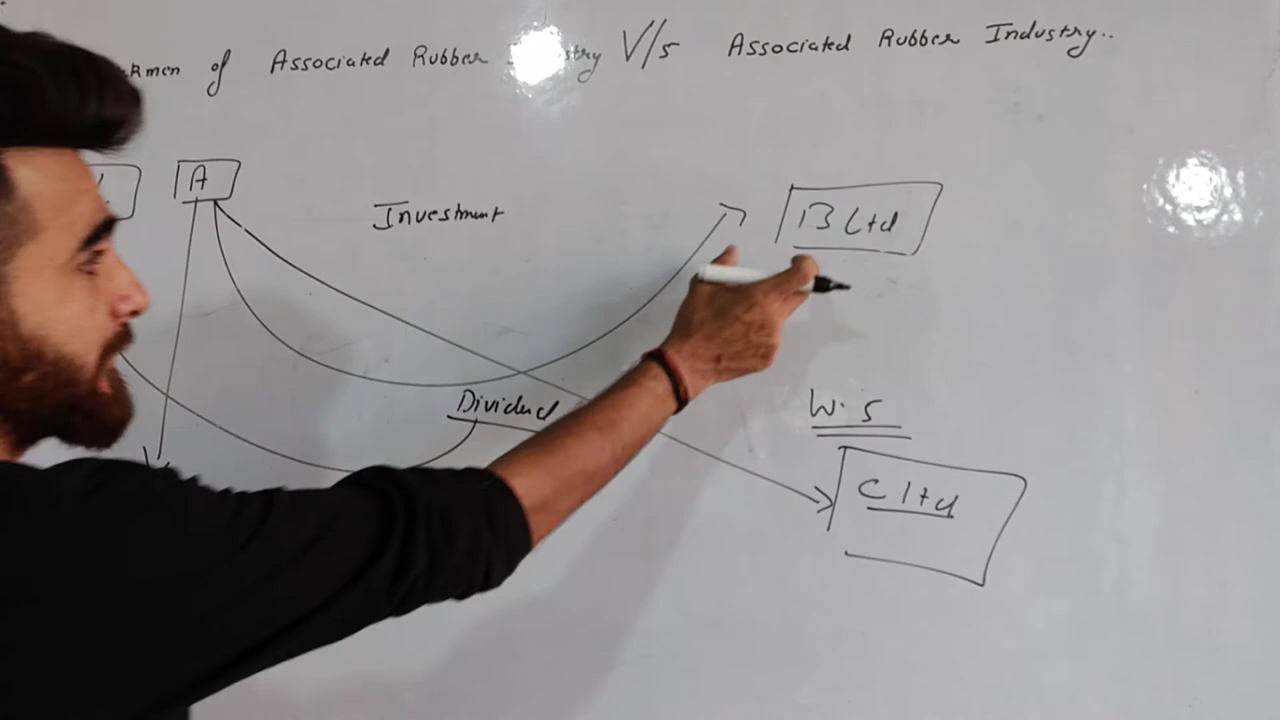 of Associated Rubber V/s Associated Rubber Industry..
A
Investment
B Ltd
Dividend
W.S
C Ltd